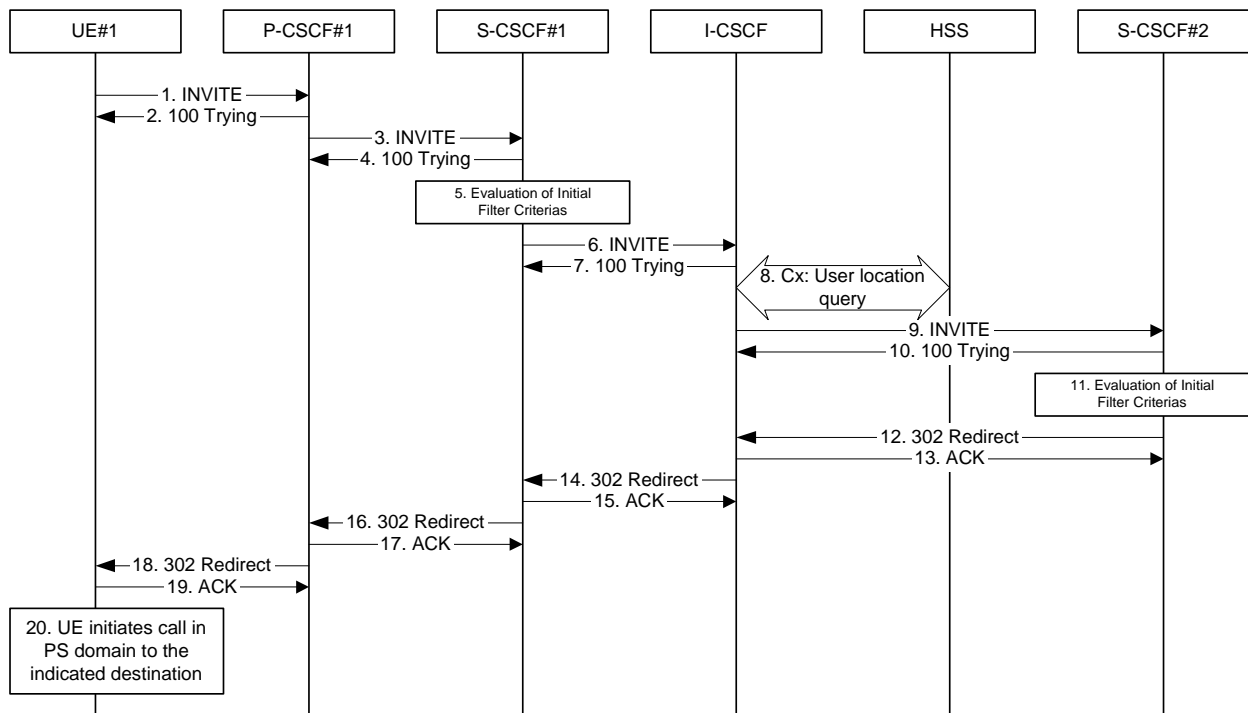 UE#1
P-CSCF#1
S-CSCF#1
I-CSCF
HSS
S-CSCF#2
1. INVITE
2. 100 Trying
3. INVITE
4. 100 Trying
5. Evaluation of Initial
Filter Criterias
6. INVITE
7. 100 Trying
8. Cx: User location
query
9. INVITE
10. 100 Trying
11. Evaluation of Initial
Filter Criterias
12. 302 Redirect
13. ACK
14. 302 Redirect
15. ACK
16. 302 Redirect
17. ACK
18. 302 Redirect
19. ACK
20. UE initiates call in
PS domain to the
indicated destination